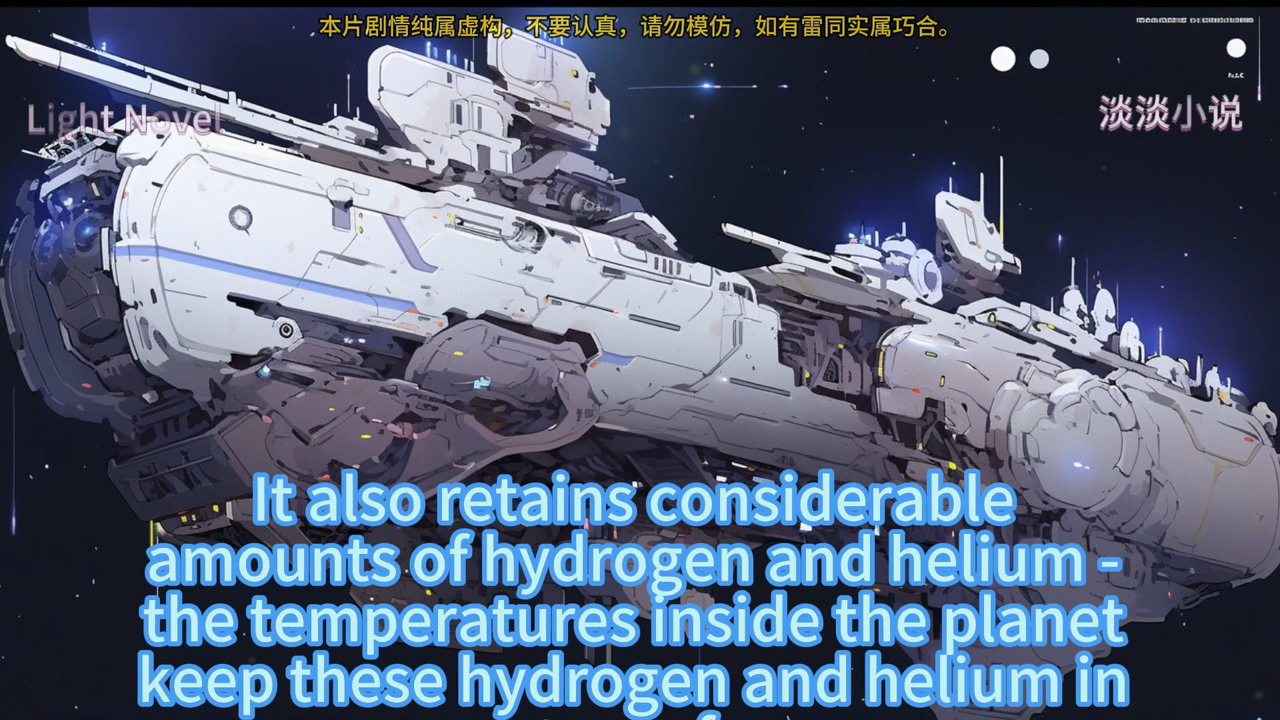 本片剧情纯属虚构，不要认真，请勿模仿，如有雷同实属巧合。
Light Novel
淡淡小说
It also retains considerable
amounts of hydrogen and helium -
the temperatures inside the planet
keep these hydrogen and helium in